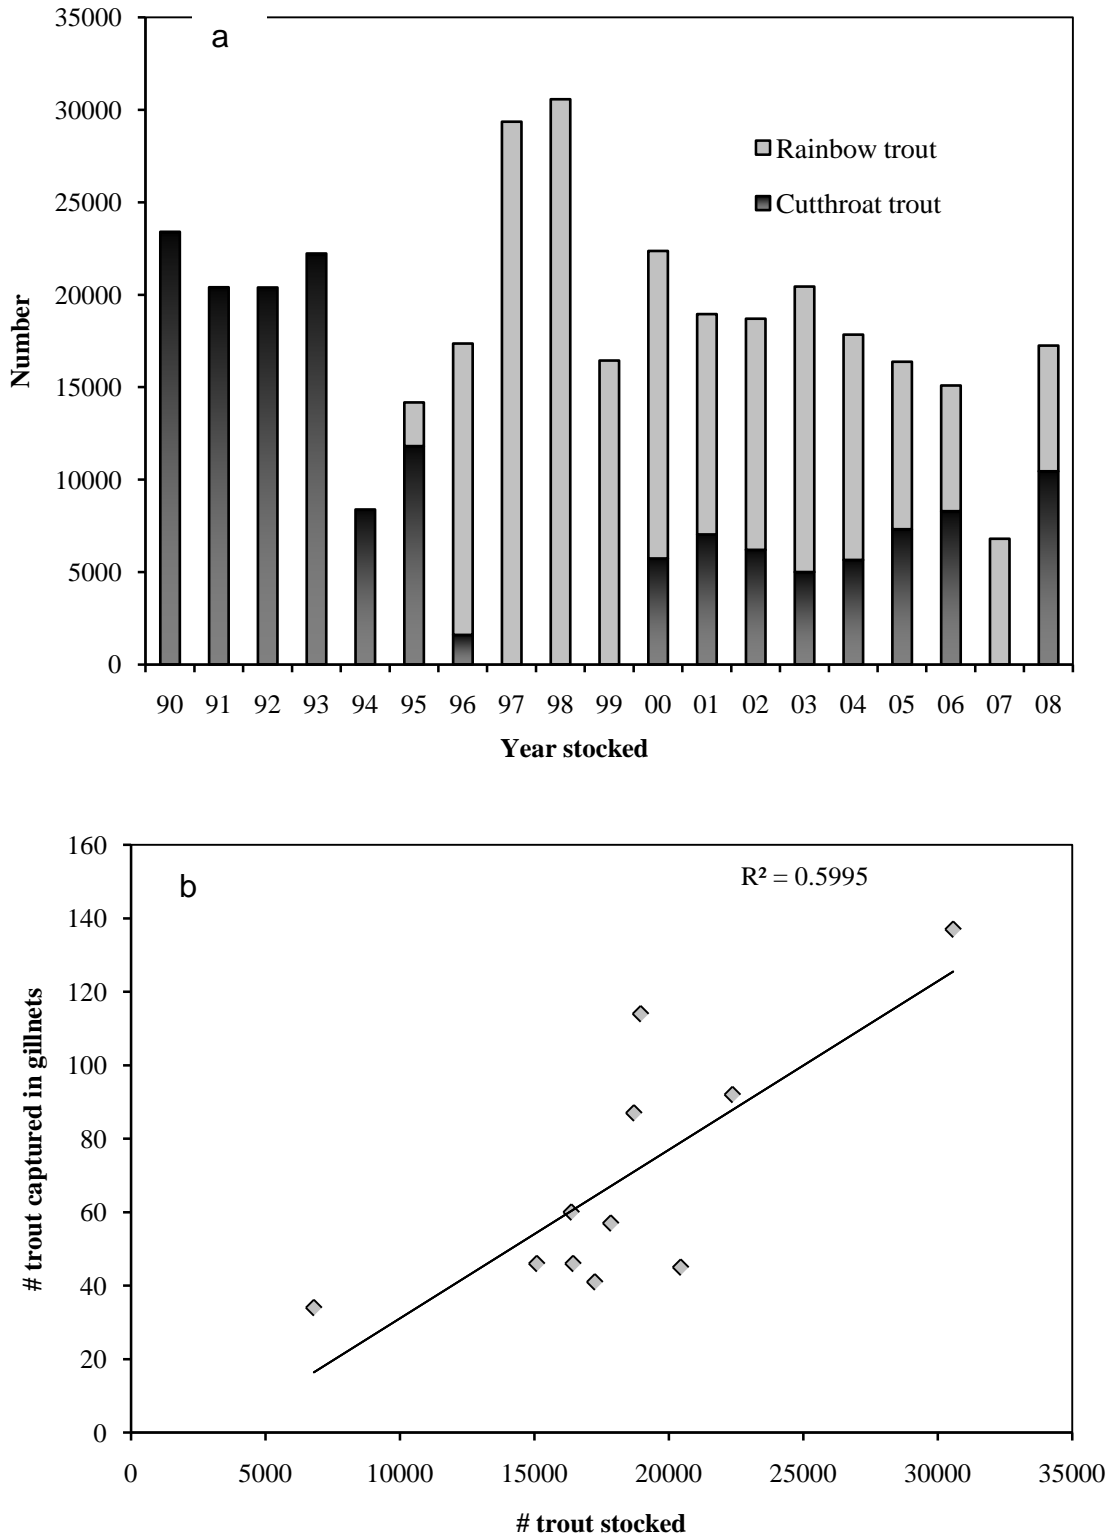 a
35000
30000
25000
20000
15000
10000
5000
0
Number
Rainbow trout
Cutthroat trout
90 91 92 93 94 95 96 97 98 99 00 01 02 03 04 05 06 07 08
Year stocked
b
R² = 0.5995
160
140
120
100
80
60
40
20
0
# trout captured in gillnets
0 5000 10000 15000 20000 25000 30000 35000
# trout stocked